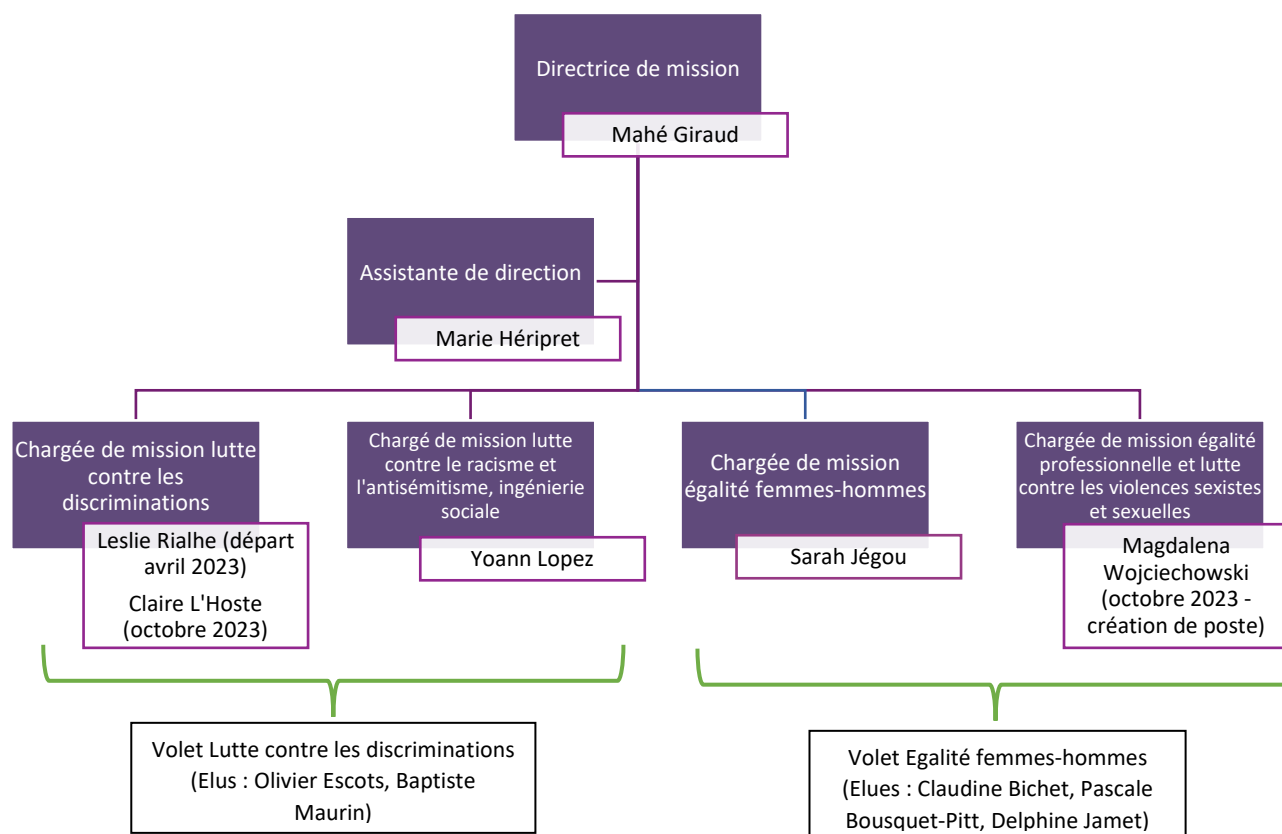 Directrice de mission
Mahé Giraud
Assistante de direction
Marie Héripret
Chargée de mission lutte
contre les
discriminations
Leslie Rialhe (départ
avril 2023)
Claire L'Hoste
(octobre 2023)
Chargé de mission lutte
contre le racisme et
l'antisémitisme, ingénierie
sociale
Yoann Lopez
Chargée de mission
égalité femmes-hommes
Sarah Jégou
Chargée de mission égalité
professionnelle et lutte
contre les violences sexistes
et sexuelles
Magdalena
Wojciechowski
(octobre 2023 -
création de poste)
Volet Lutte contre les discriminations
(Elus : Olivier Escots, Baptiste
Maurin)
Volet Egalité femmes-hommes
(Elues : Claudine Bichet, Pascale
Bousquet-Pitt, Delphine Jamet)